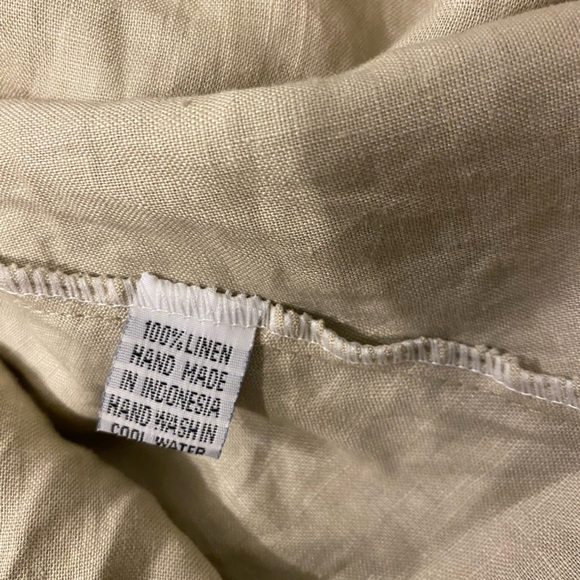 100% LINEN
HAND MADE
IN INDONESIA
HAND WASH IN
COOL WATER